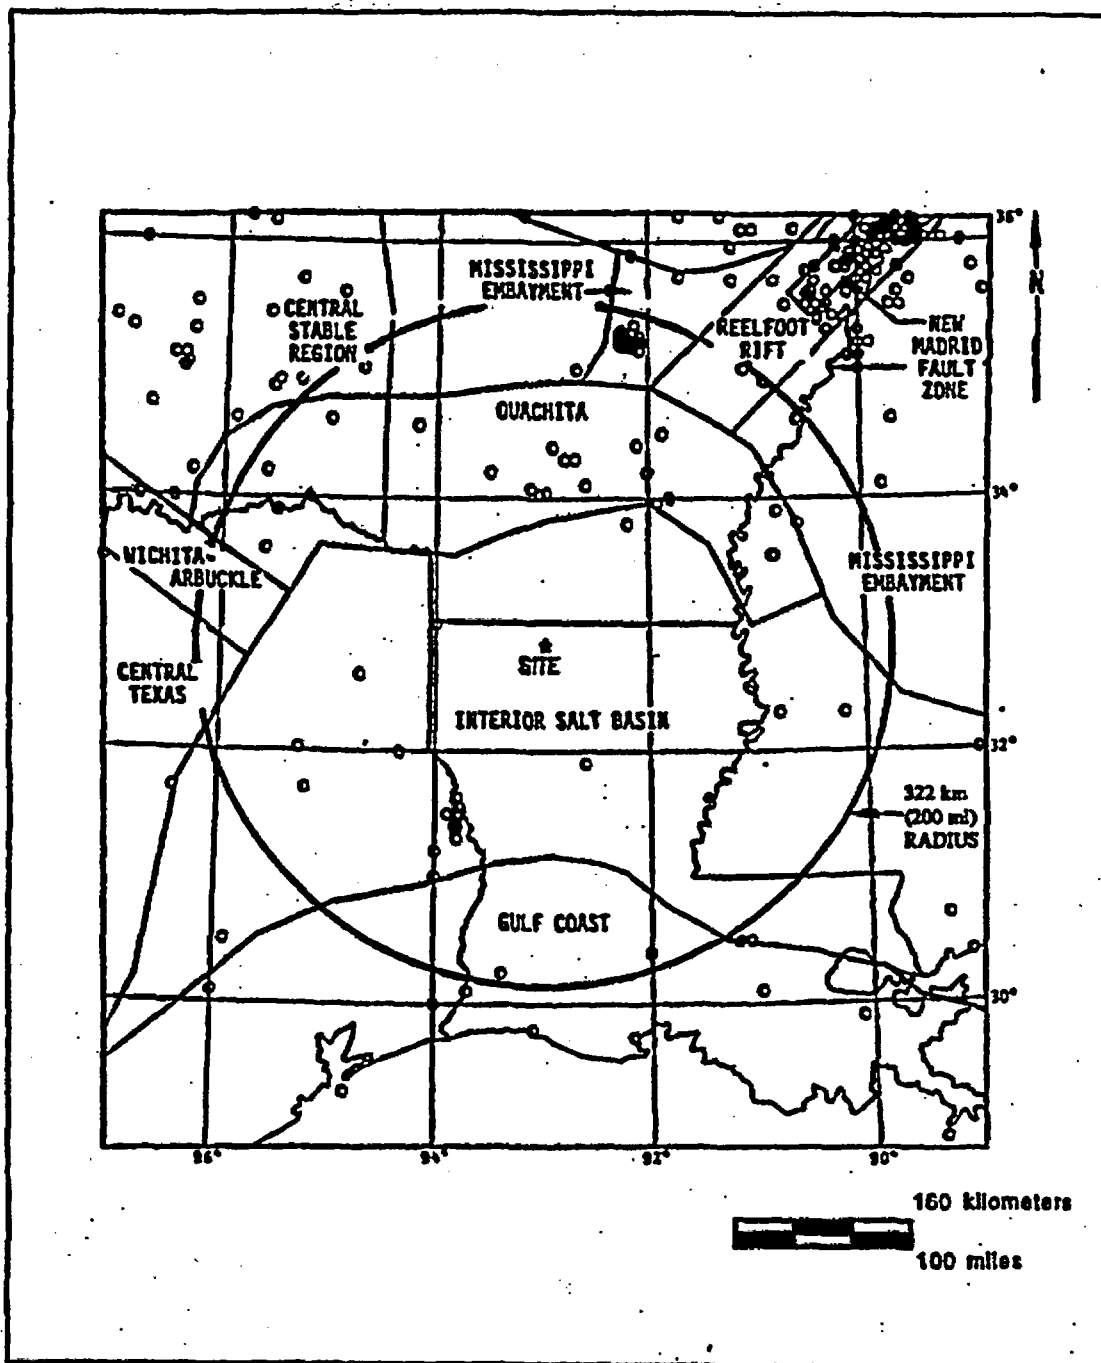 36°
N
MISSISSIPPI
EMBAYMENT
CENTRAL
STABLE
REGION
REELFOOT
RIFT
NEW
MADRID
FAULT
ZONE
OUACHITA
34°
WICHITA-
ARBUCKLE
MISSISSIPPI
EMBAYMENT
SITE
CENTRAL
TEXAS
INTERIOR SALT BASIN
32°
322 km
(200 mi)
RADIUS
GULF COAST
30°
96°
94°
92°
90°
160 kilometers
100 miles